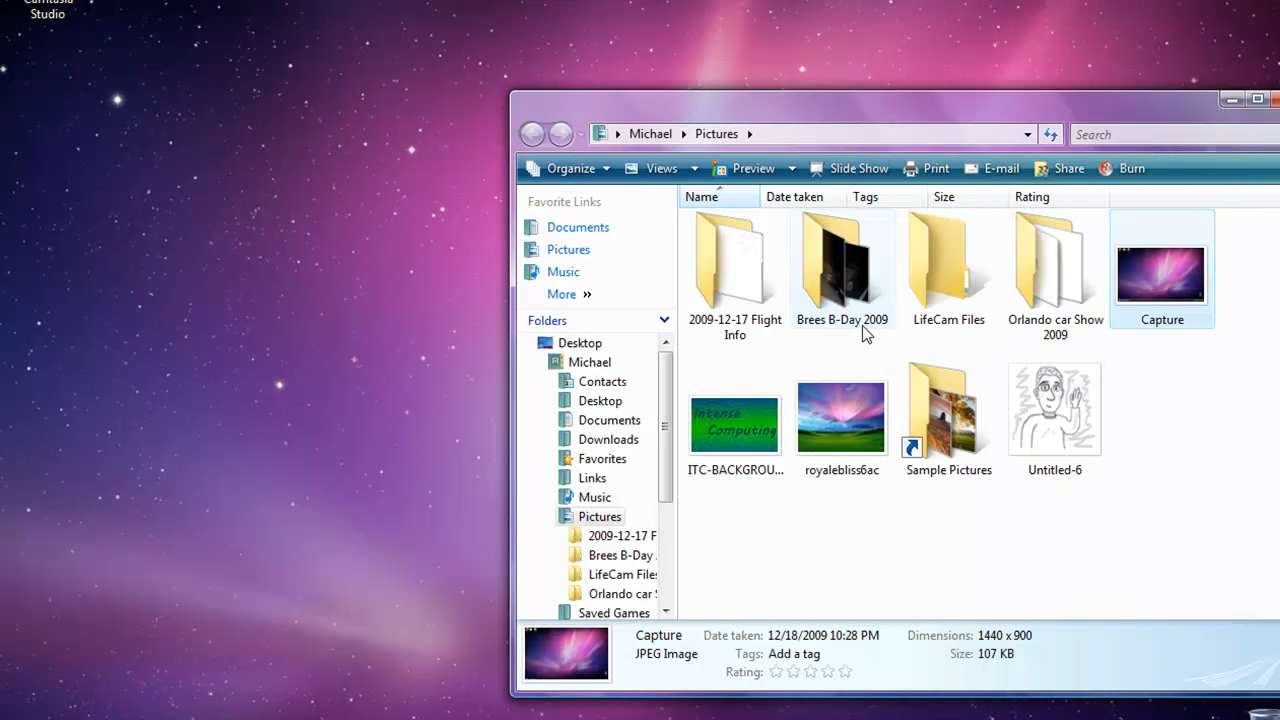 Camtasia
Studio
Michael Pictures
Search
Organize Views Preview Slide Show Print E-mail Share Burn
Favorite Links
Documents
Pictures
Music
More »
Folders
Desktop
Michael
Contacts
Desktop
Documents
Downloads
Favorites
Links
Music
Pictures
2009-12-17 F
Brees B-Day
LifeCam Files
Orlando car S
Saved Games
Name Date taken Tags Size Rating
2009-12-17 Flight
Info
Brees B-Day 2009
LifeCam Files
Orlando car Show
2009
Capture
intense
Computing
ITC-BACKGROU...
royalebliss6ac
Sample Pictures
Untitled-6
Capture Date taken: 12/18/2009 10:28 PM Dimensions: 1440 x 900
JPEG Image Tags: Add a tag Size: 107 KB
Rating: